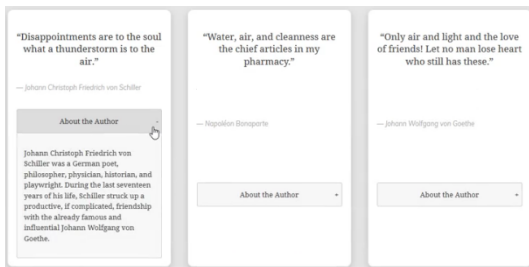 “Disappointments are to the soul
what a thunderstorm is to the
air.”
— Johann Christoph Friedrich von Schiller
About the Author
Johann Christoph Friedrich von
Schiller was a German poet,
philosopher, physician, historian, and
playwright. During the last seventeen
years of his life, Schiller struck up a
productive, if complicated, friendship
with the already famous and
influential Johann Wolfgang von
Goethe.
“Water, air, and cleanness are
the chief articles in my
pharmacy.”
— Napoléon Bonaparte
About the Author
“Only air and light and the love
of friends! Let no man lose heart
who still has these.”
— Johann Wolfgang von Goethe
About the Author